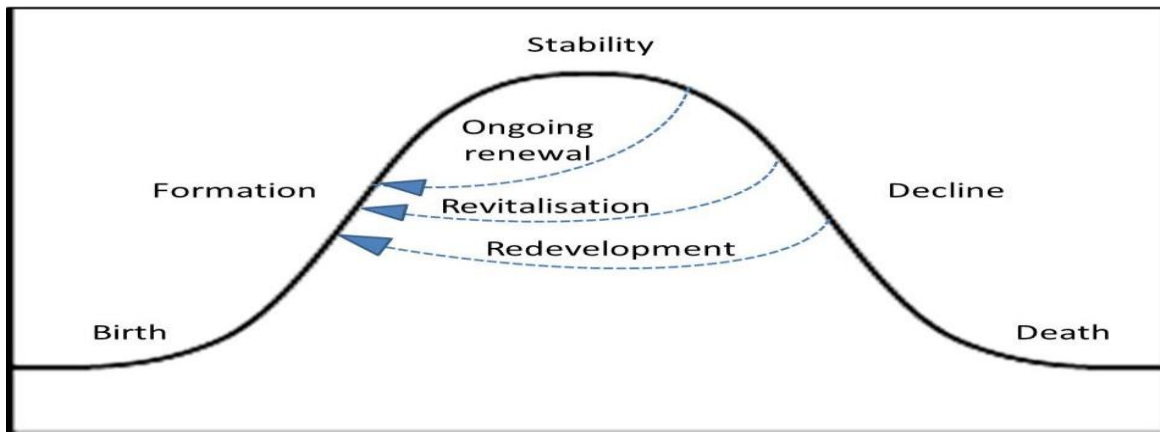 Stability
Ongoing
renewal
Formation
Revitalisation
Decline
Redevelopment
Birth
Death